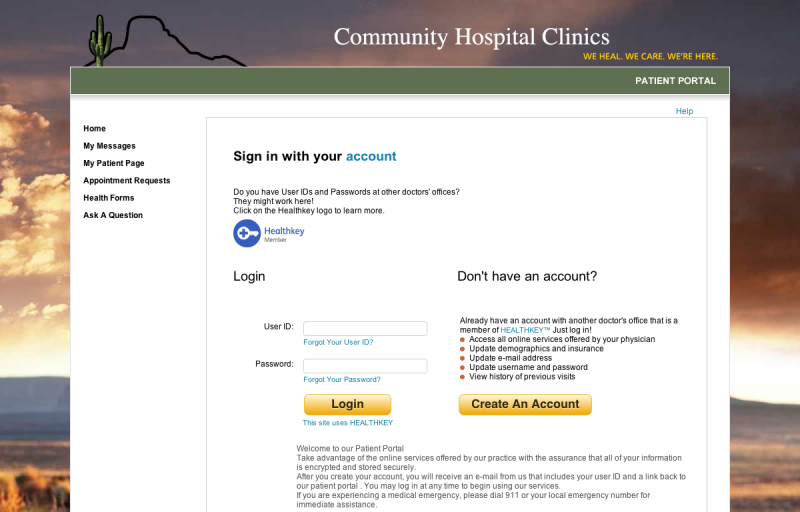 Community Hospital Clinics
WE HEAL. WE CARE. WE'RE HERE.
PATIENT PORTAL
Help
Home
My Messages
My Patient Page
Appointment Requests
Health Forms
Ask A Question
Sign in with your account
Do you have User IDs and Passwords at other doctors' offices?
They might work here!
Click on the Healthkey logo to learn more.
Healthkey
Member
Login
User ID:
Forgot Your User ID?
Password:
Forgot Your Password?
Login
This site uses HEALTHKEY
Don't have an account?
Already have an account with another doctor's office that is a
member of HEALTHKEY™ Just log in!
Access all online services offered by your physician
Update demographics and insurance
Update e-mail address
Update username and password
View history of previous visits
Create An Account
Welcome to our Patient Portal
Take advantage of the online services offered by our practice with the assurance that all of your information
is encrypted and stored securely.
After you create your account, you will receive an e-mail from us that includes your user ID and a link back to
our patient portal . You may log in at any time to begin using our services.
If you are experiencing a medical emergency, please dial 911 or your local emergency number for
immediate assistance.